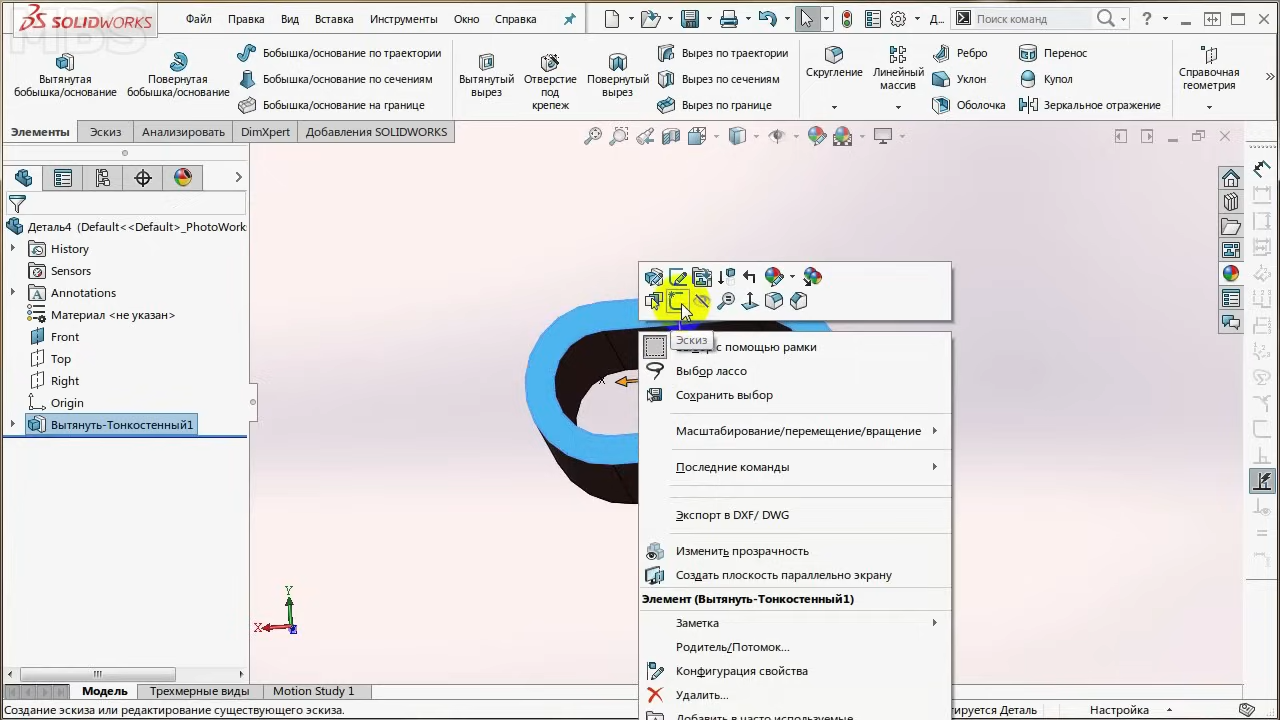 MBS
SOLIDWORKS
Файл Правка Вид Вставка Инструменты Окно Справка
Д...
Поиск команд
Вытянутая бобышка/основание
Повернутая бобышка/основание
Бобышка/основание по траектории
Бобышка/основание по сечениям
Бобышка/основание на границе
Вытянутый вырез
Отверстие под крепеж
Повернутый вырез
Вырез по траектории
Вырез по сечениям
Вырез по границе
Скругление
Линейный массив
Ребро
Уклон
Оболочка
Перенос
Купол
Зеркальное отражение
Справочная геометрия
Элементы Эскиз Анализировать DimXpert Добавления SOLIDWORKS
Деталь4 (Default<<Default>_PhotoWork
History
Sensors
Annotations
Материал <не указан>
Front
Top
Right
Origin
Вытянуть-Тонкостенный1
X
Y
X
Эскиз
с помощью рамки
Выбор лассо
Сохранить выбор
Масштабирование/перемещение/вращение
Последние команды
Экспорт в DXF/ DWG
Изменить прозрачность
Создать плоскость параллельно экрану
Элемент (Вытянуть-Тонкостенный1)
Заметка
Родитель/Потомок...
Конфигурация свойства
Удалить...
Добавить в часто используемые
Модель Трехмерные виды Motion Study 1
Создание эскиза или редактирование существующего эскиза.
тируется Деталь
Настройка